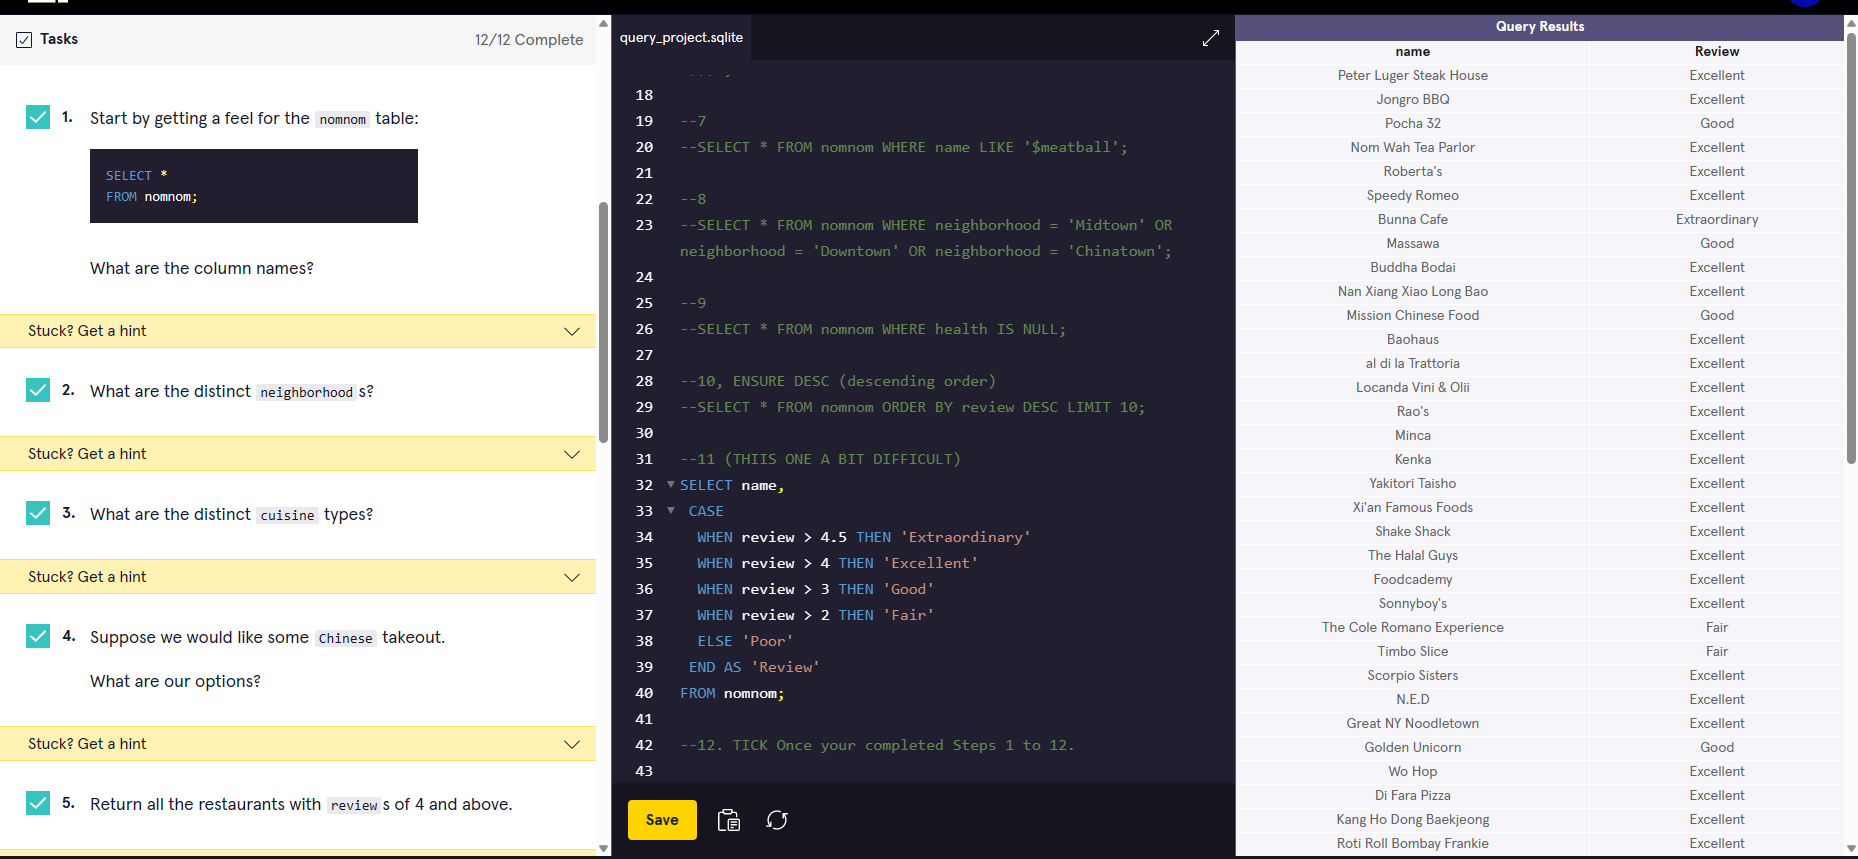 Tasks
12/12 Complete
1. Start by getting a feel for the nomnom table:
SELECT *
FROM nomnom;
What are the column names?
Stuck? Get a hint
2. What are the distinct neighborhood s?
Stuck? Get a hint
3. What are the distinct cuisine types?
Stuck? Get a hint
4. Suppose we would like some Chinese takeout.
What are our options?
Stuck? Get a hint
5. Return all the restaurants with review s of 4 and above.
query_project.sqlite
18
19 --7
20 --SELECT * FROM nomnom WHERE name LIKE '$meatball';
21
22 --8
23 --SELECT * FROM nomnom WHERE neighborhood = 'Midtown' OR
neighborhood = 'Downtown' OR neighborhood = 'Chinatown';
24
25 --9
26 --SELECT * FROM nomnom WHERE health IS NULL;
27
28 --10, ENSURE DESC (descending order)
29 --SELECT * FROM nomnom ORDER BY review DESC LIMIT 10;
30
31 --11 (THIIS ONE A BIT DIFFICULT)
32 SELECT name,
33 CASE
34 WHEN review > 4.5 THEN 'Extraordinary'
35 WHEN review > 4 THEN 'Excellent'
36 WHEN review > 3 THEN 'Good'
37 WHEN review > 2 THEN 'Fair'
38 ELSE 'Poor'
39 END AS 'Review'
40 FROM nomnom;
41
42 --12. TICK Once your completed Steps 1 to 12.
43
Save
Query Results
name Review
Peter Luger Steak House Excellent
Jongro BBQ Excellent
Pocha 32 Good
Nom Wah Tea Parlor Excellent
Roberta's Excellent
Speedy Romeo Excellent
Bunna Cafe Extraordinary
Massawa Good
Buddha Bodai Excellent
Nan Xiang Xiao Long Bao Excellent
Mission Chinese Food Good
Baohaus Excellent
al di la Trattoria Excellent
Locanda Vini & Olii Excellent
Rao's Excellent
Minca Excellent
Kenka Excellent
Yakitori Taisho Excellent
Xi'an Famous Foods Excellent
Shake Shack Excellent
The Halal Guys Excellent
Foodcademy Excellent
Sonnyboy's Excellent
The Cole Romano Experience Fair
Timbo Slice Fair
Scorpio Sisters Excellent
N.E.D Excellent
Great NY Noodletown Excellent
Golden Unicorn Good
Wo Hop Excellent
Di Fara Pizza Excellent
Kang Ho Dong Baekjeong Excellent
Roti Roll Bombay Frankie Excellent